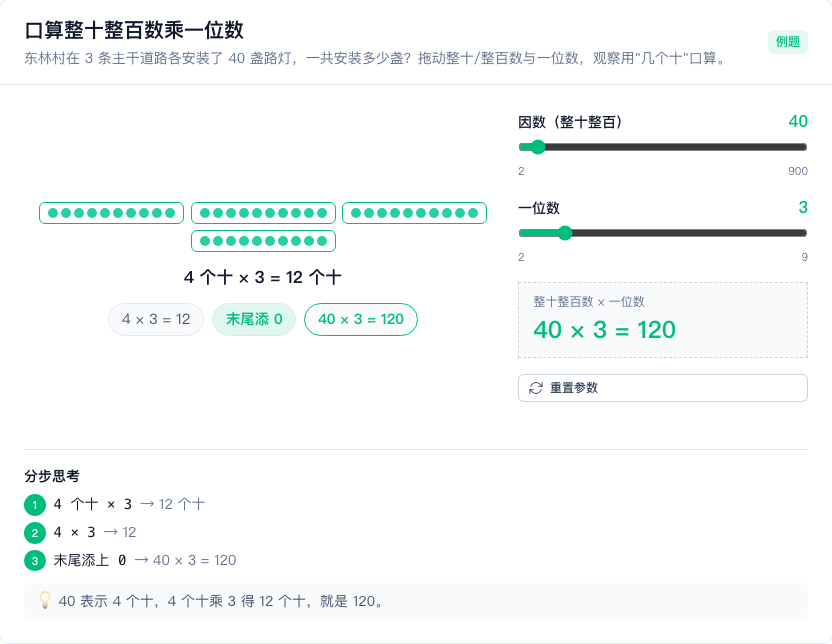 口算整十整百数乘一位数
东林村在 3 条主干道路各安装了 40 盏路灯，一共安装多少盏？拖动整十/整百数与一位数，观察用"几个十"口算。
例题
因数（整十整百）
40
2
900
一位数
3
2
9
4 个十 × 3 = 12 个十
4 × 3 = 12
末尾添 0
40 × 3 = 120
整十整百数 × 一位数
40 × 3 = 120
重置参数
分步思考
1 4 个十 × 3 → 12 个十
2 4 × 3 → 12
3 末尾添上 0 → 40 × 3 = 120
40 表示 4 个十，4 个十乘 3 得 12 个十，就是 120。